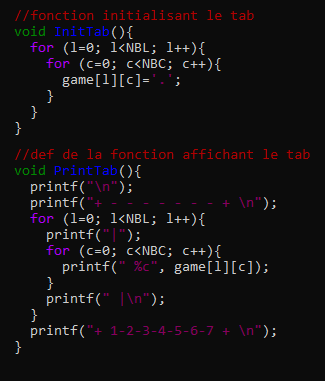 //fonction initialisant le tab
void InitTab(){
  for (l=0; l<NBL; l++){
    for (c=0; c<NBC; c++){
      game[l][c]='.';
    }
  }
}

//def de la fonction affichant le tab
void PrintTab(){
  printf("\n");
  printf("+ - - - - - - - + \n");
  for (l=0; l<NBL; l++){
    printf("|");
    for (c=0; c<NBC; c++){
      printf(" %c", game[l][c]);
    }
    printf(" |\n");
  }
  printf("+ 1-2-3-4-5-6-7 + \n");
}